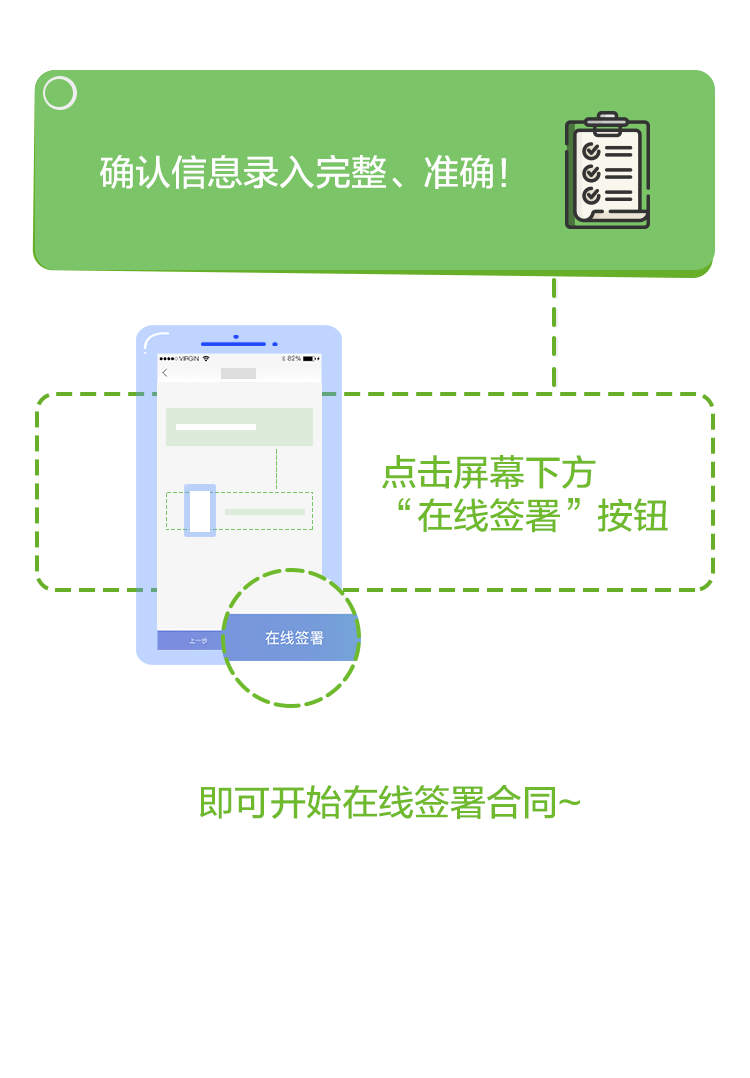 确认信息录入完整、准确！
VIRGIN
82%
点击屏幕下方
“在线签署”按钮
上一步
在线签署
即可开始在线签署合同~